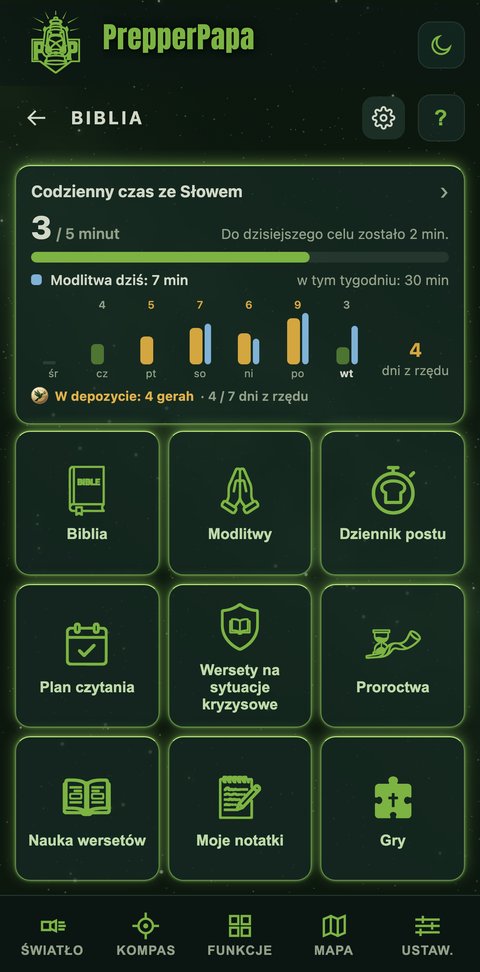 PP
PrepperPapa
BIBLIA
?
Codzienny czas ze Słowem
3 / 5 minut
Do dzisiejszego celu zostało 2 min.
Modlitwa dziś: 7 min
w tym tygodniu: 30 min
4 5 7 6 9 3
śr cz pt so ni po wt
4
dni z rzędu
W depozycie: 4 gerah · 4 / 7 dni z rzędu
BIBLE
Biblia
Modlitwy
Dziennik postu
Plan czytania
Wersety na
sytuacje
kryzysowe
Proroctwa
Nauka wersetów
Moje notatki
Gry
ŚWIATŁO
KOMPAS
FUNKCJE
MAPA
USTAW.